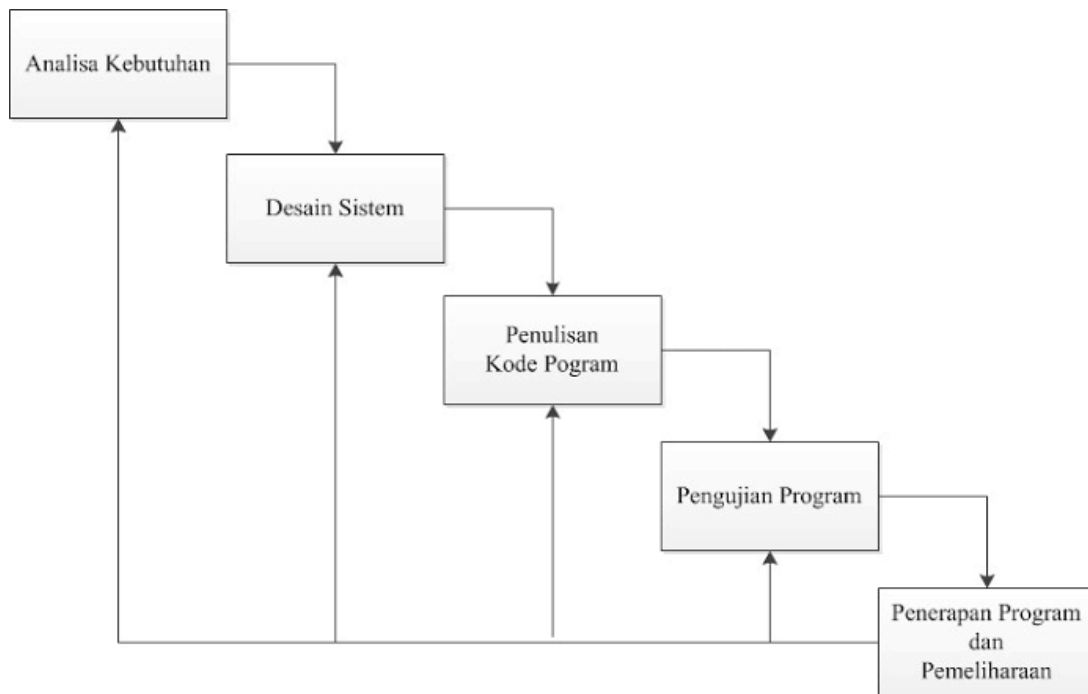 Analisa Kebutuhan
Desain Sistem
Penulisan
Kode Pogram
Pengujian Program
Penerapan Program
dan
Pemeliharaan